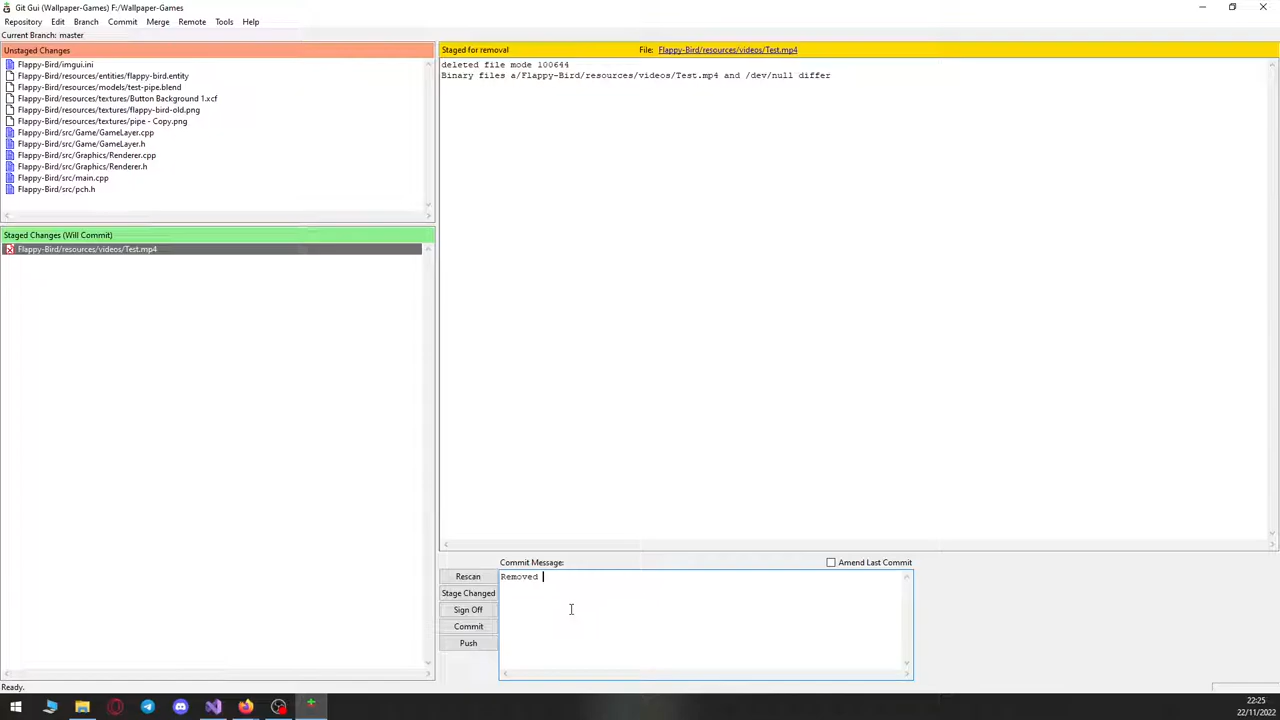 Git Gui (Wallpaper-Games) F:/Wallpaper-Games
Repository Edit Branch Commit Merge Remote Tools Help
Current Branch: master
Unstaged Changes
Flappy-Bird/imgui.ini
Flappy-Bird/resources/entities/flappy-bird.entity
Flappy-Bird/resources/models/test-pipe.blend
Flappy-Bird/resources/textures/Button Background 1.xcf
Flappy-Bird/resources/textures/flappy-bird-old.png
Flappy-Bird/resources/textures/pipe - Copy.png
Flappy-Bird/src/Game/GameLayer.cpp
Flappy-Bird/src/Game/GameLayer.h
Flappy-Bird/src/Graphics/Renderer.cpp
Flappy-Bird/src/Graphics/Renderer.h
Flappy-Bird/src/main.cpp
Flappy-Bird/src/pch.h
Staged Changes (Will Commit)
Flappy-Bird/resources/videos/Test.mp4
Staged for removal File: Flappy-Bird/resources/videos/Test.mp4
deleted file mode 100644
Binary files a/Flappy-Bird/resources/videos/Test.mp4 and /dev/null differ
Commit Message: Amend Last Commit
Rescan
Stage Changed
Sign Off
Commit
Push
Removed
Ready.
22:25
22/11/2022